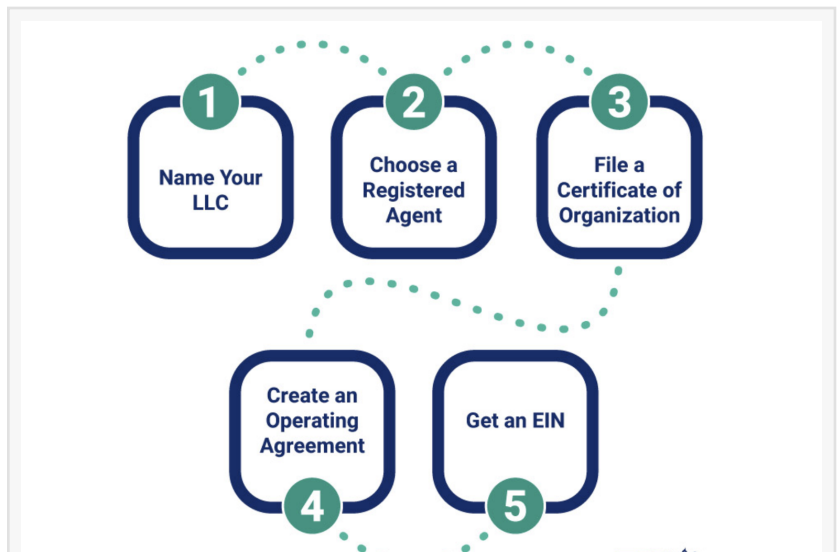 1
Name Your
LLC
2
Choose a
Registered
Agent
3
File a
Certificate of
Organization
Create an
Operating
Agreement
4
Get an EIN
5